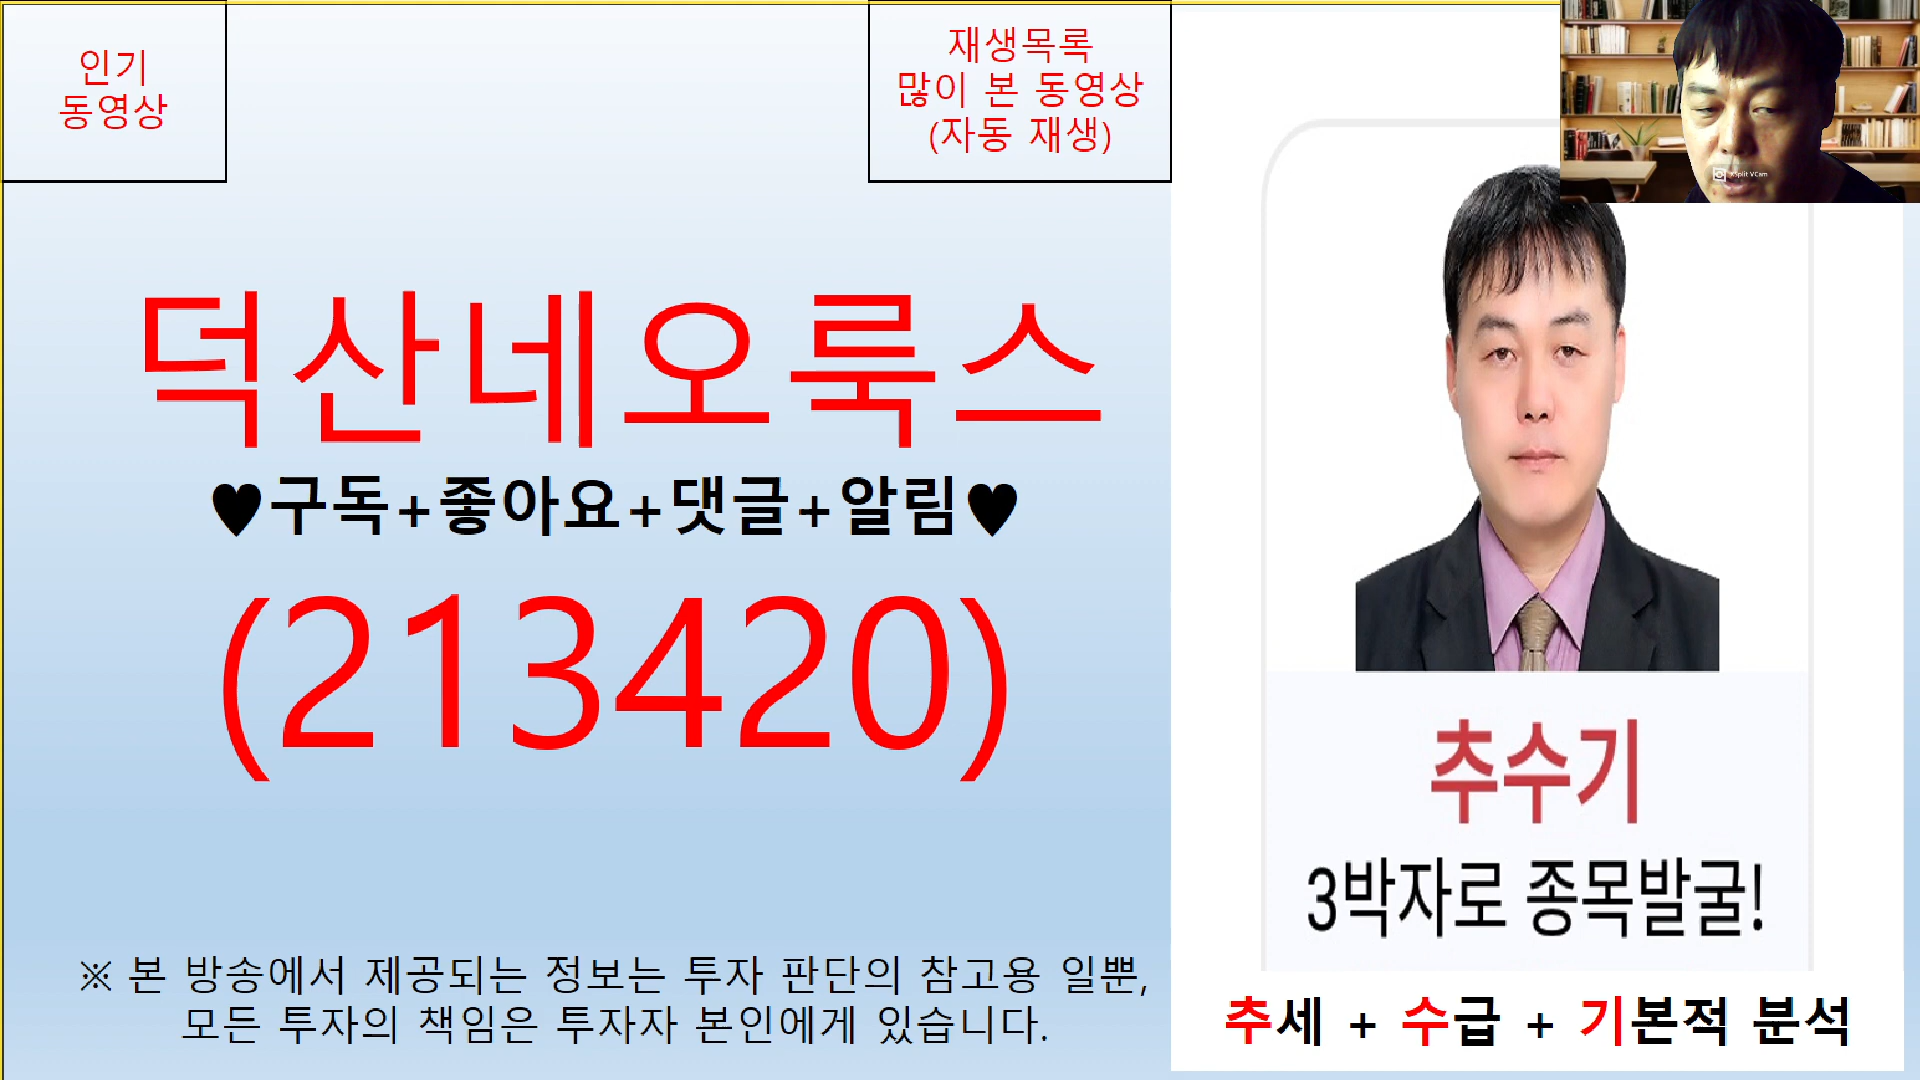 인기
동영상
재생목록
많이 본 동영상
(자동 재생)
XSplit VCam
덕산네오룩스
♥구독+좋아요+댓글+알림♥
(213420)
추수기
3박자로 종목발굴!
※ 본 방송에서 제공되는 정보는 투자 판단의 참고용 일뿐,
모든 투자의 책임은 투자자 본인에게 있습니다.
추세 + 수급 + 기본적 분석